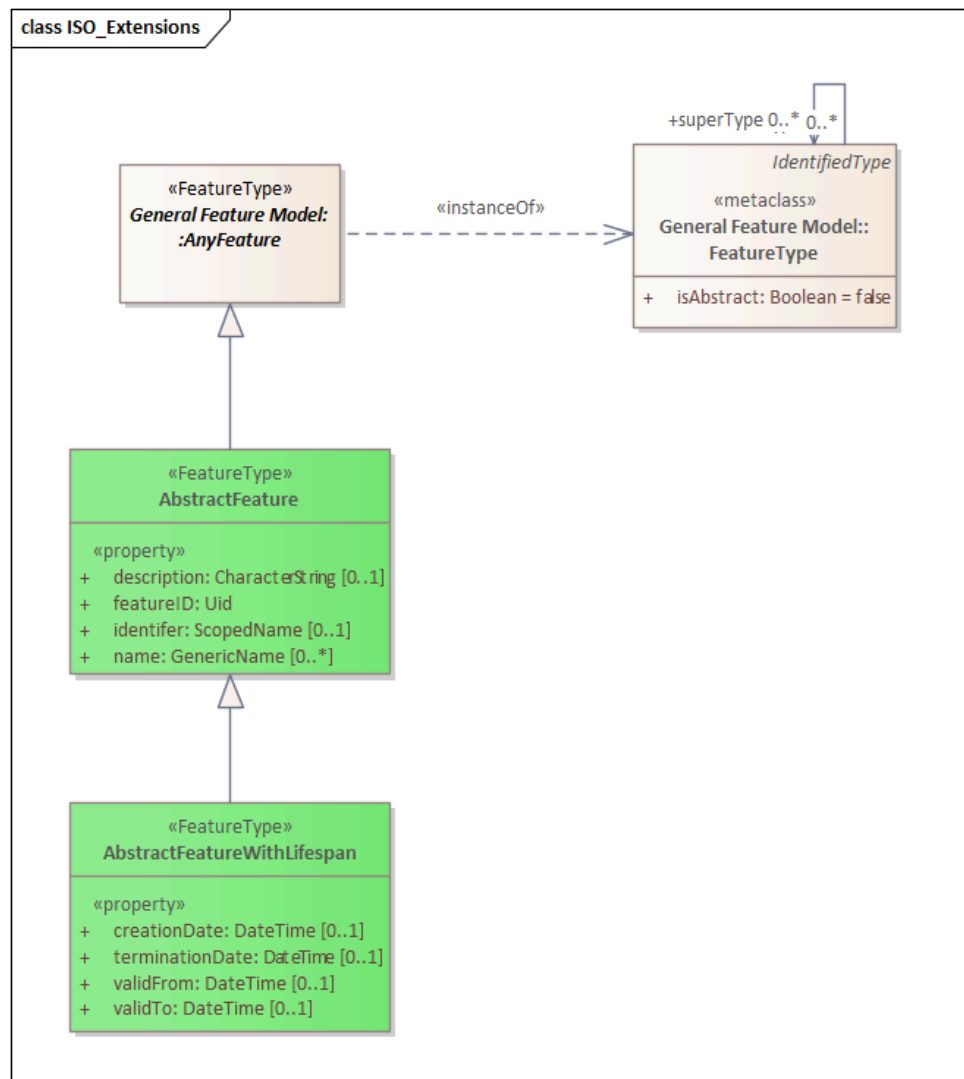 class ISO_Extensions
+superType 0..* 0..*
IdentifiedType
«metaclass»
General Feature Model::
FeatureType
+ isAbstract: Boolean = false
«FeatureType»
General Feature Model:
:AnyFeature
«instanceOf»
«FeatureType»
AbstractFeature
«property»
+ description: CharacterString [0..1]
+ featureID: Uid
+ identifer: ScopedName [0..1]
+ name: GenericName [0..*]
«FeatureType»
AbstractFeatureWithLifespan
«property»
+ creationDate: DateTime [0..1]
+ terminationDate: DateTime [0..1]
+ validFrom: DateTime [0..1]
+ validTo: DateTime [0..1]